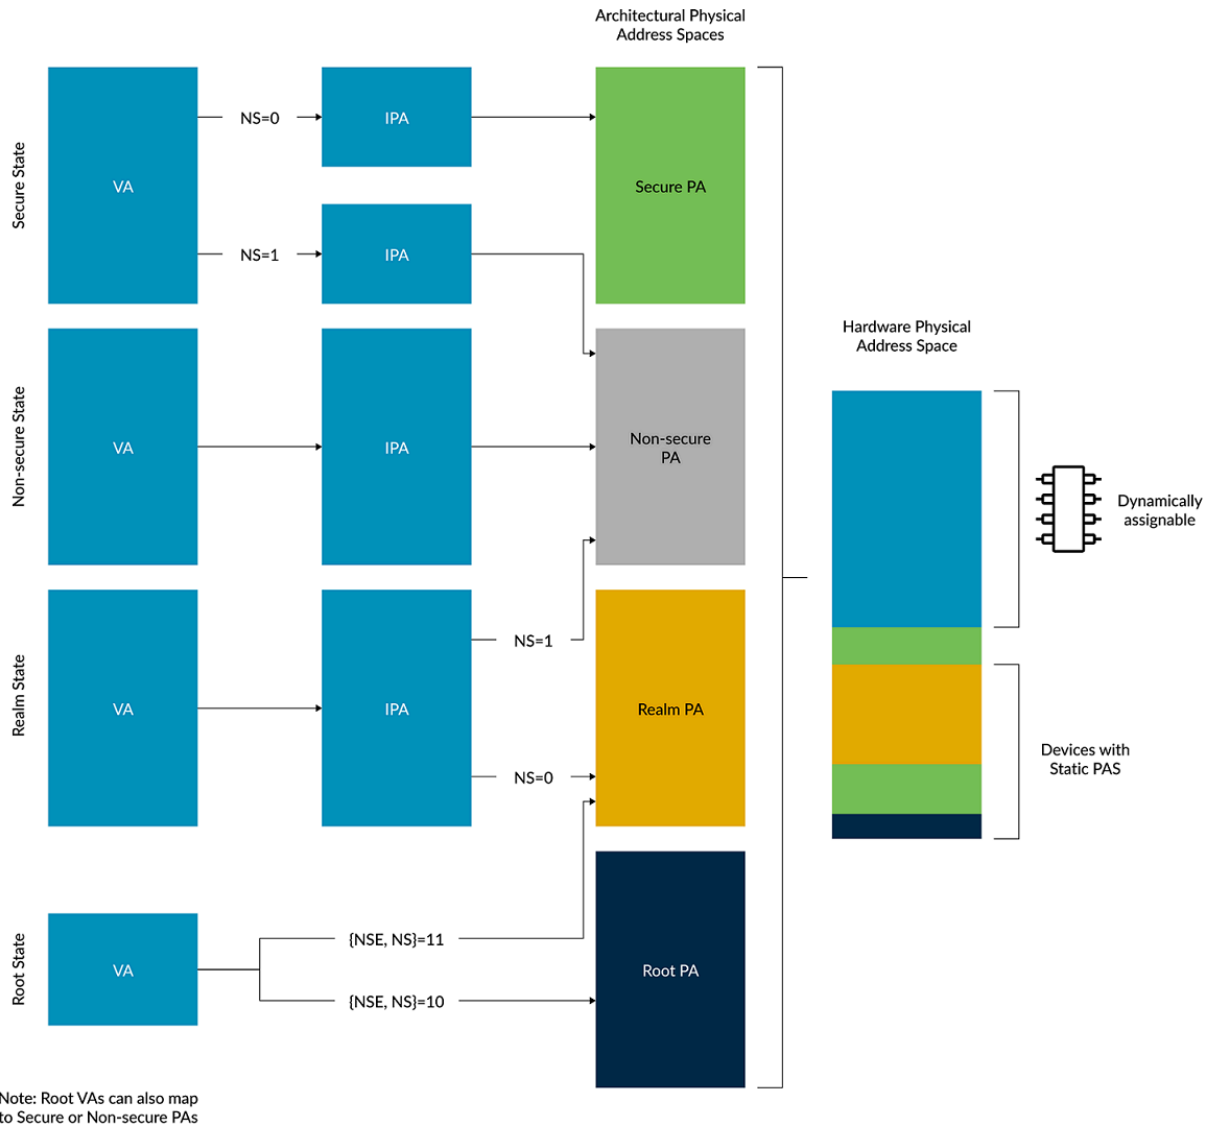 Architectural Physical
Address Spaces
Secure State
VA
NS=0
IPA
Secure PA
NS=1
IPA
Non-secure State
VA
IPA
Non-secure
PA
Hardware Physical
Address Space
Dynamically
assignable
Realm State
VA
IPA
NS=1
NS=0
Realm PA
Devices with
Static PAS
Root State
VA
{NSE, NS}=11
{NSE, NS}=10
Root PA
Note: Root VAs can also map
to Secure or Non-secure PAs